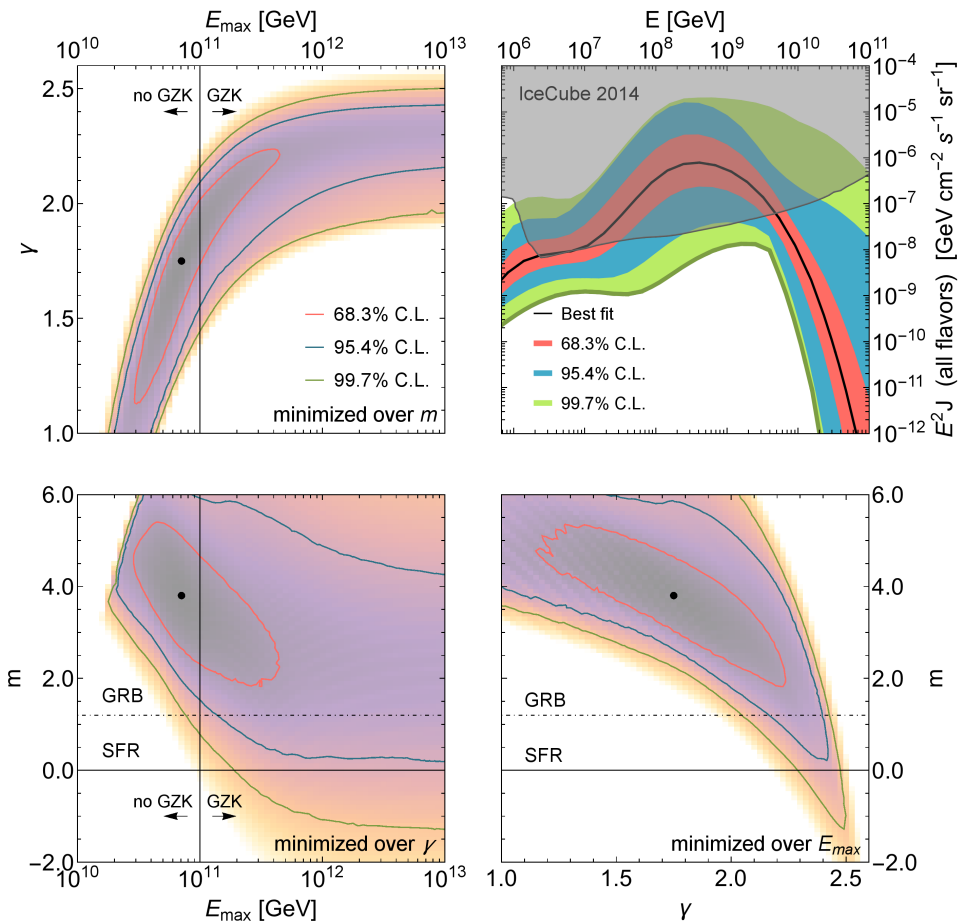 E_max [GeV]
10^10 10^11 10^12 10^13
2.5
2.0
1.5
1.0
γ
no GZK GZK
68.3% C.L.
95.4% C.L.
99.7% C.L.
minimized over m
E [GeV]
10^6 10^7 10^8 10^9 10^10 10^11
IceCube 2014
10^-4
10^-5
10^-6
10^-7
10^-8
10^-9
10^-10
10^-11
10^-12
E^2J (all flavors) [GeV cm^-2 s^-1 sr^-1]
Best fit
68.3% C.L.
95.4% C.L.
99.7% C.L.
6.0
4.0
2.0
0.0
-2.0
m
GRB
SFR
no GZK GZK
minimized over γ
10^10 10^11 10^12 10^13
E_max [GeV]
6.0
4.0
2.0
0.0
-2.0
m
GRB
SFR
minimized over E_max
1.0 1.5 2.0 2.5
γ